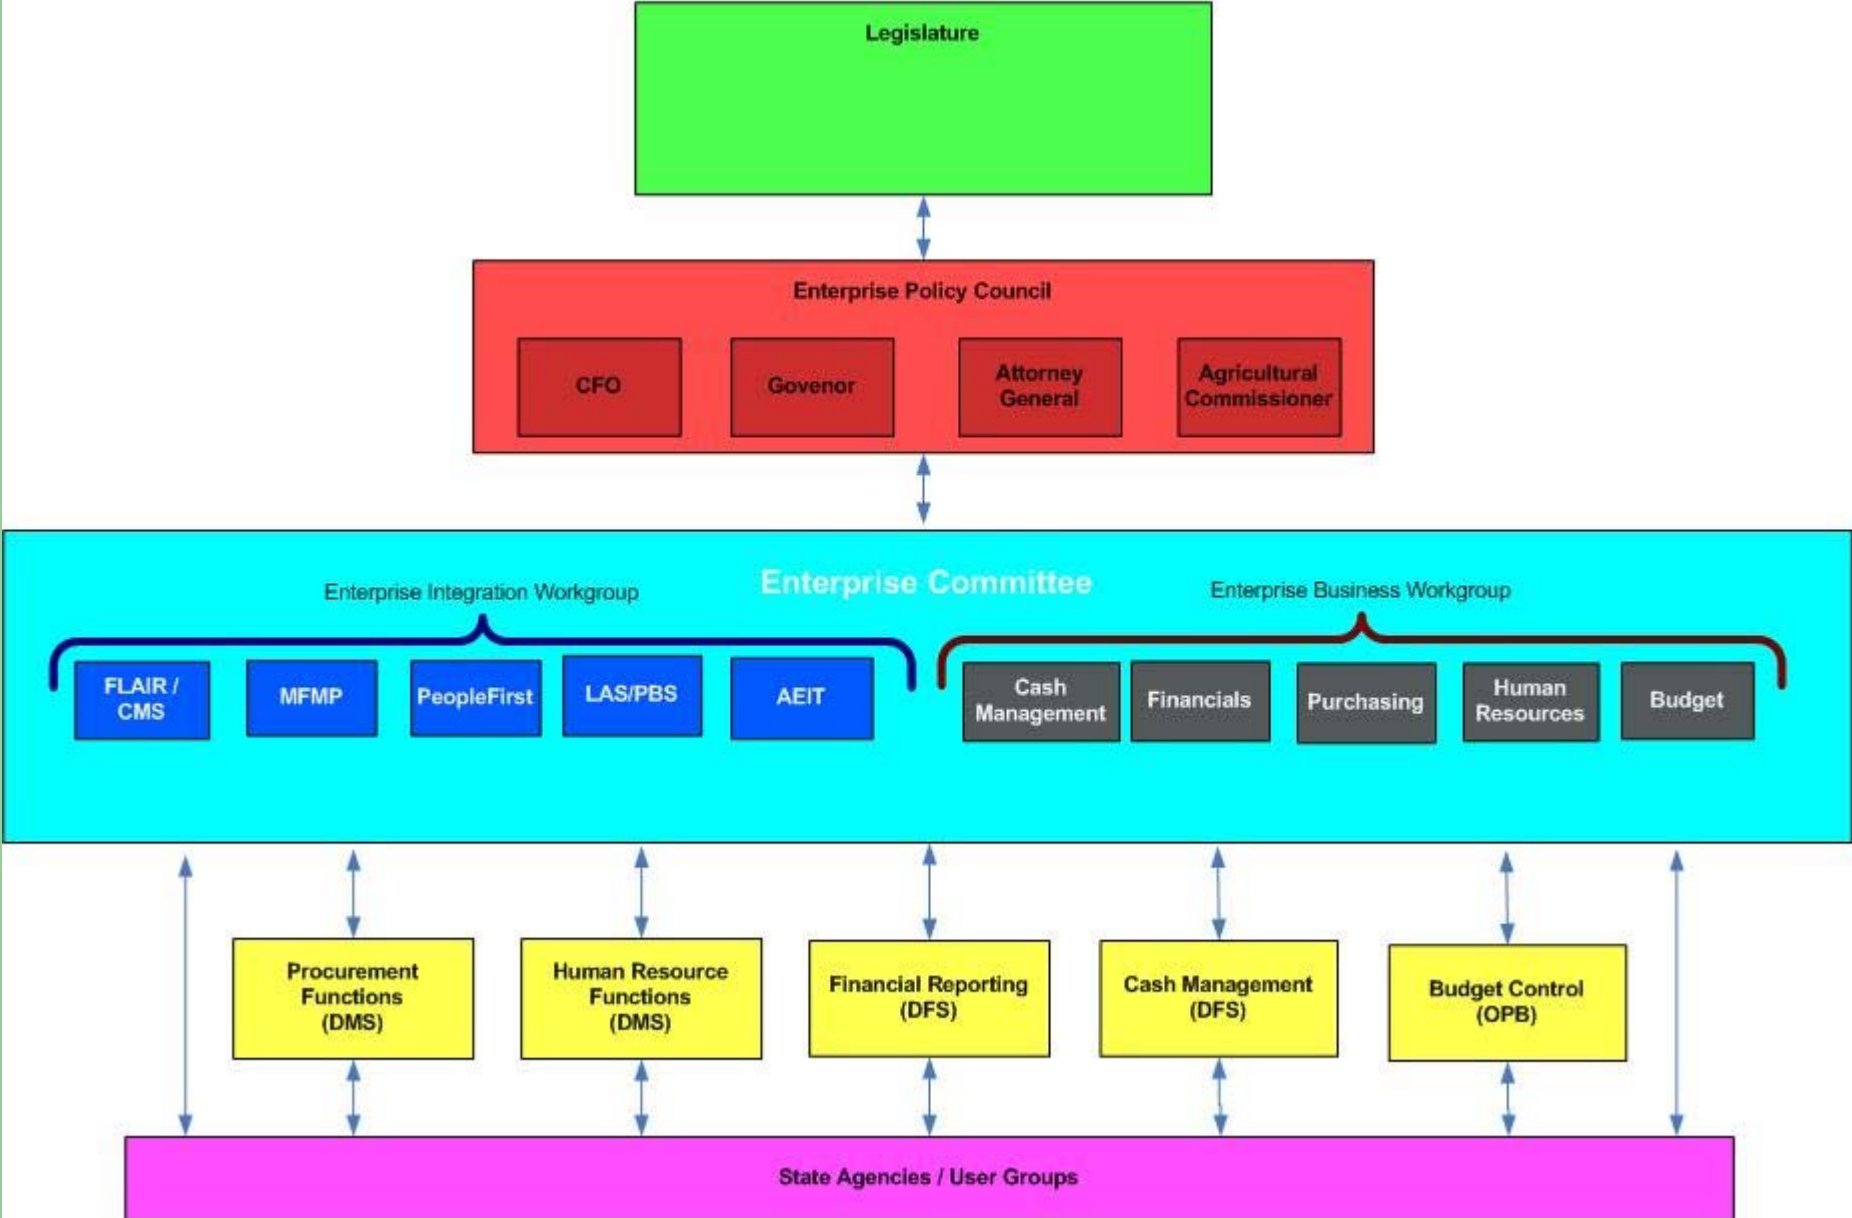 Legislature
Enterprise Policy Council
CFO
Govenor
Attorney
General
Agricultural
Commissioner
Enterprise Committee
Enterprise Integration Workgroup
Enterprise Business Workgroup
FLAIR /
CMS
MFMP
PeopleFirst
LAS/PBS
AEIT
Cash
Management
Financials
Purchasing
Human
Resources
Budget
Procurement
Functions
(DMS)
Human Resource
Functions
(DMS)
Financial Reporting
(DFS)
Cash Management
(DFS)
Budget Control
(OPB)
State Agencies / User Groups